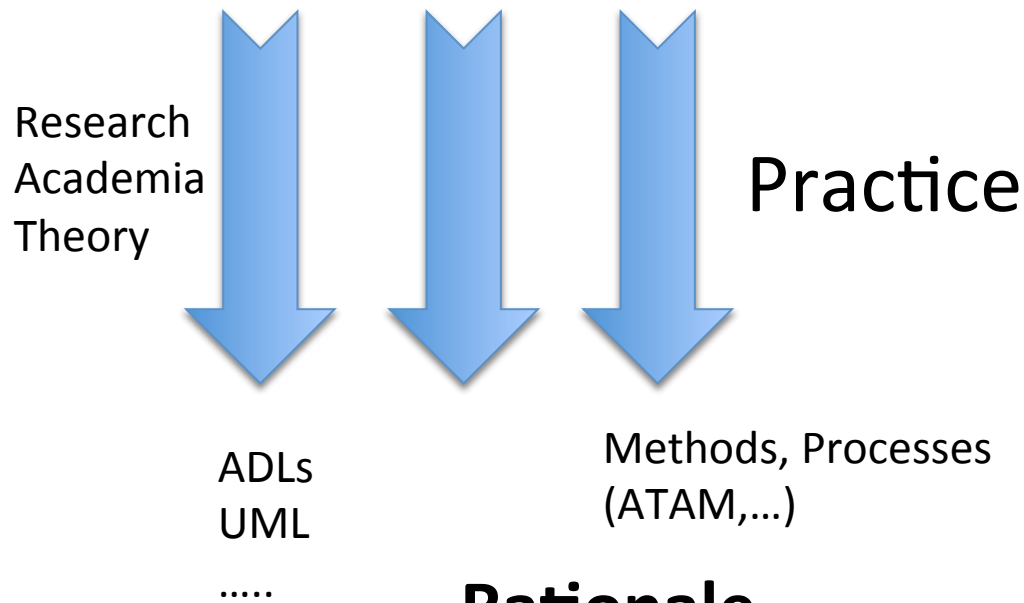 Research
Academia
Theory
Practice
ADLs
UML
.....
Methods, Processes
(ATAM,...)
Rationale